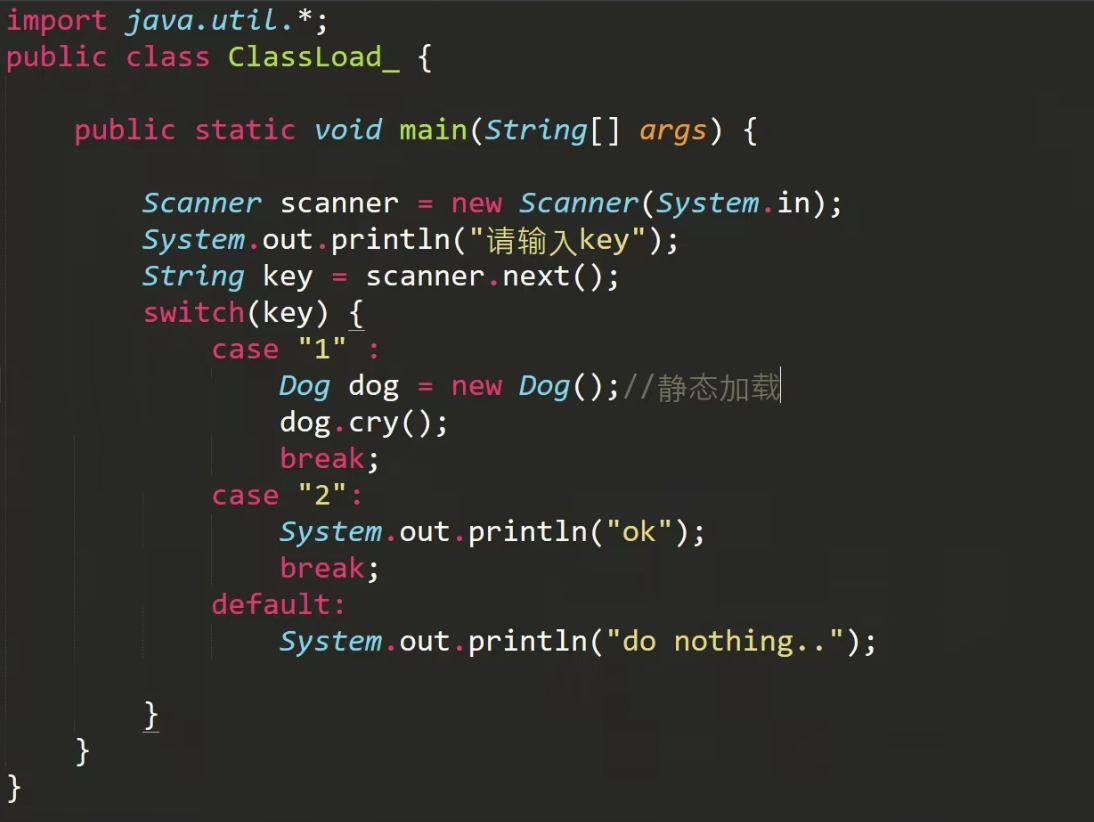 import java.util.*;
public class ClassLoad_ {
public static void main(String[] args) {
Scanner scanner = new Scanner(System.in);
System.out.println("请输入key");
String key = scanner.next();
switch(key) {
case "1" :
Dog dog = new Dog();//静态加载
dog.cry();
break;
case "2":
System.out.println("ok");
break;
default:
System.out.println("do nothing..");
}
}
}